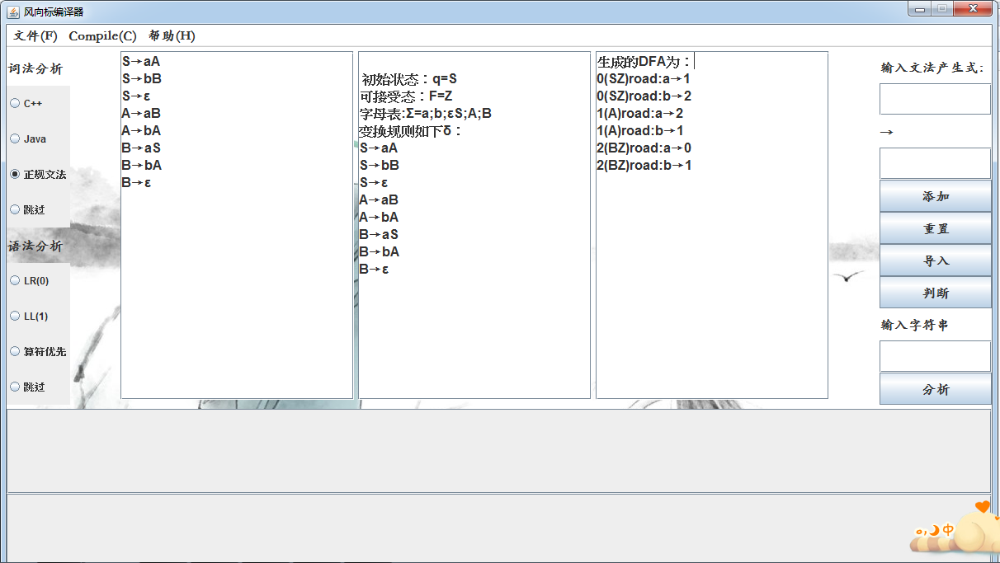 风向标编译器
文件(F) Compile(C) 帮助(H)
词法分析
C++
Java
正规文法
跳过
语法分析
LR(0)
LL(1)
算符优先
跳过
S→aA
S→bB
S→ε
A→aB
A→bA
B→aS
B→bA
B→ε
初始状态：q=S
可接受态：F=Z
字母表:Σ=a;b;εS;A;B
变换规则如下δ：
S→aA
S→bB
S→ε
A→aB
A→bA
B→aS
B→bA
B→ε
生成的DFA为：
0(SZ)road:a→1
0(SZ)road:b→2
1(A)road:a→2
1(A)road:b→1
2(BZ)road:a→0
2(BZ)road:b→1
输入文法产生式:
→
添加
重置
导入
判断
输入字符串
分析
中